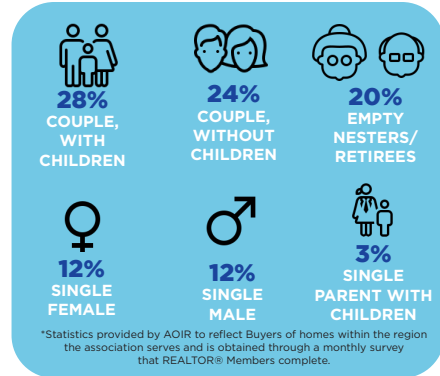 28%
COUPLE,
WITH
CHILDREN
24%
COUPLE,
WITHOUT
CHILDREN
20%
EMPTY
NESTERS/
RETIREES
12%
SINGLE
FEMALE
12%
SINGLE
MALE
3%
SINGLE
PARENT WITH
CHILDREN
*Statistics provided by AOIR to reflect Buyers of homes within the region
the association serves and is obtained through a monthly survey
that REALTOR® Members complete.